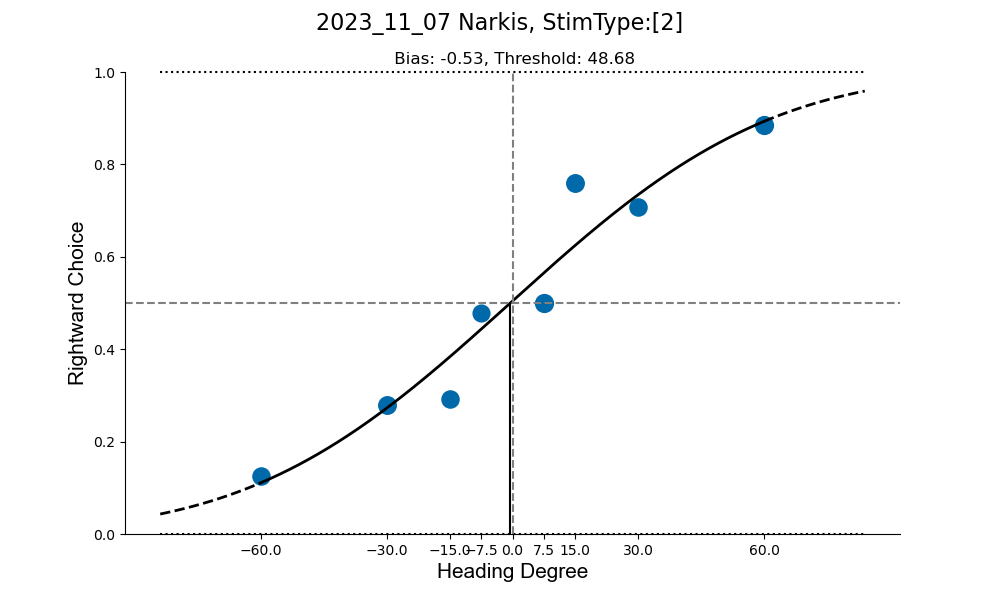 2023_11_07 Narkis, StimType:[2]
Bias: -0.53, Threshold: 48.68
1.0
0.8
0.6
0.4
0.2
0.0
Rightward Choice
−60.0 −30.0 −15.0 −7.5 0.0 7.5 15.0 30.0 60.0
Heading Degree